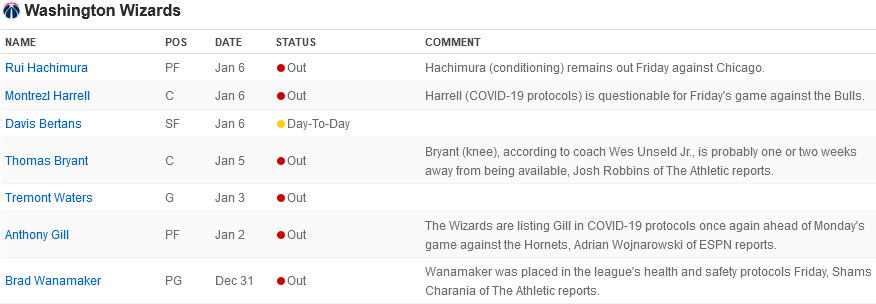 Washington Wizards
NAME POS DATE STATUS COMMENT
Rui Hachimura PF Jan 6 Out Hachimura (conditioning) remains out Friday against Chicago.
Montrezl Harrell C Jan 6 Out Harrell (COVID-19 protocols) is questionable for Friday's game against the Bulls.
Davis Bertans SF Jan 6 Day-To-Day
Thomas Bryant C Jan 5 Out Bryant (knee), according to coach Wes Unseld Jr., is probably one or two weeks
away from being available, Josh Robbins of The Athletic reports.
Tremont Waters G Jan 3 Out
Anthony Gill PF Jan 2 Out The Wizards are listing Gill in COVID-19 protocols once again ahead of Monday's
game against the Hornets, Adrian Wojnarowski of ESPN reports.
Brad Wanamaker PG Dec 31 Out Wanamaker was placed in the league's health and safety protocols Friday, Shams
Charania of The Athletic reports.